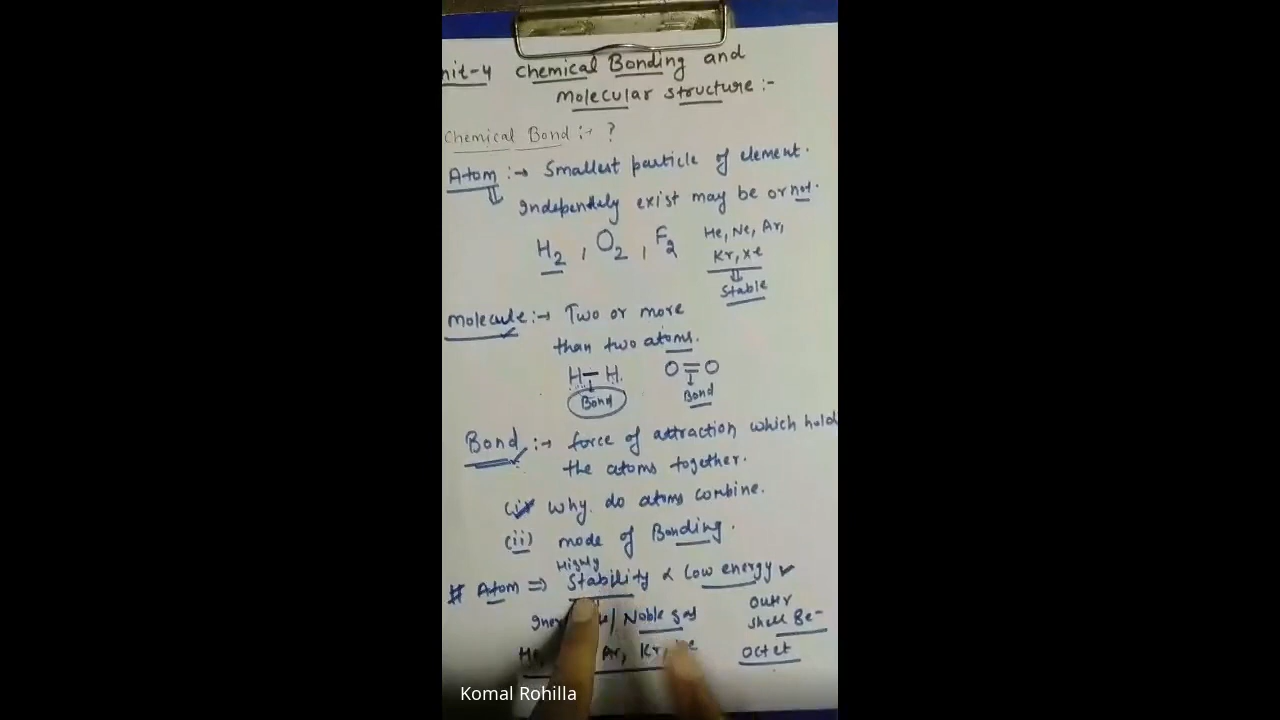 nit-4 Chemical Bonding and
Molecular structure :-
Chemical Bond :→ ?
Atom :→ Smallest particle of element.
Independely exist may be or not.
H2 , O2 , F2
He, Ne, Ar,
Kr, Xe
⇓
Stable
Molecule :→ Two or more
than two atoms.
H–H O=O
Bond Bond
Bond :→ force of attraction which hold
the atoms together.
(i) Why do atoms combine.
(ii) mode of Bonding.
Highly
# Atom ⇒ Stability ∝ Low energy ✓
Noble gas
Outer
shell 8e-
Ar, Kr,
Octet
Komal Rohilla